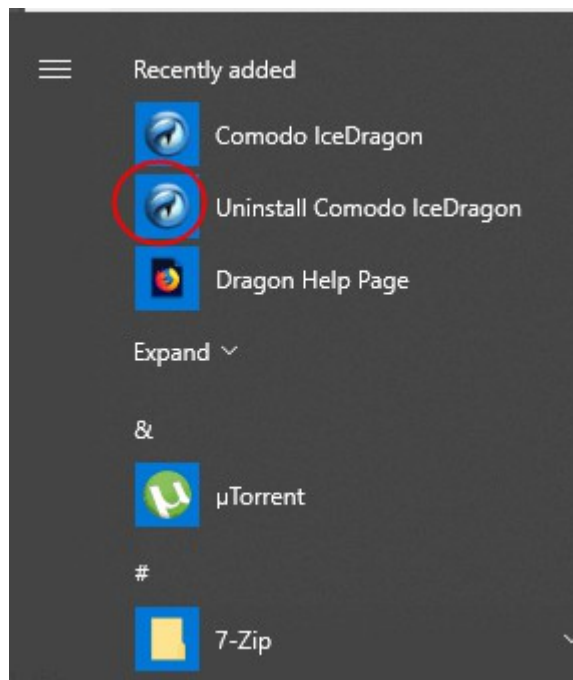 Recently added
Comodo IceDragon
Uninstall Comodo IceDragon
Dragon Help Page
Expand
&
µTorrent
#
7-Zip